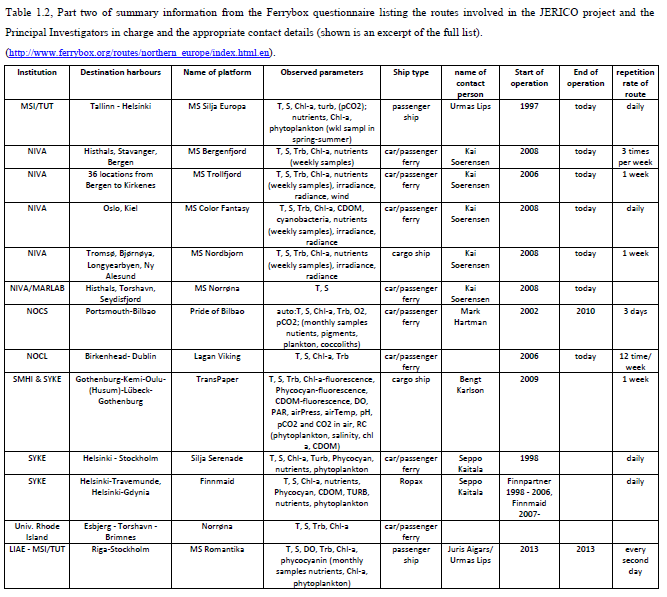 Table 1.2, Part two of summary information from the Ferrybox questionnaire listing the routes involved in the JERICO project and the
Principal Investigators in charge and the appropriate contact details (shown is an excerpt of the full list).
(http://www.ferrybox.org/routes/northern_europe/index.html.en).
Institution
Destination harbours
Name of platform
Observed parameters
Ship type
name of
contact
person
Start of
operation
End of
operation
repetition
rate of
route
MSI/TUT
Tallinn - Helsinki
MS Silja Europa
T, S, Chl-a, turb, (pCO2);
nutrients, Chl-a,
phytoplankton (wkl sampl in
spring-summer)
passenger
ship
Urmas Lips
1997
today
daily
NIVA
Histhals, Stavanger,
Bergen
MS Bergenfjord
T, S, Trb, Chl-a, nutrients
(weekly samples)
car/passenger
ferry
Kai
Soerensen
2008
today
3 times
per week
NIVA
36 locations from
Bergen to Kirkenes
MS Trollfjord
T, S, Trb, Chl-a, nutrients
(weekly samples), irradiance,
radiance, wind
car/passenger
ferry
Kai
Soerensen
2006
today
1 week
NIVA
Oslo, Kiel
MS Color Fantasy
T, S, Trb, Chl-a, CDOM,
cyanobacteria, nutrients
(weekly samples), irradiance,
radiance
car/passenger
ferry
Kai
Soerensen
2008
today
daily
NIVA
Tromsø, Bjørnøya,
Longyearbyen, Ny
Alesund
MS Nordbjorn
T, S, Trb, Chl-a, nutrients
(weekly samples), irradiance,
radiance
cargo ship
Kai
Soerensen
2008
today
1 week
NIVA/MARLAB
Histhals, Torshavn,
Seydisfjord
MS Norrøna
T, S
car/passenger
ferry
Kai
Soerensen
2008
today
NOCS
Portsmouth-Bilbao
Pride of Bilbao
auto:T, S, Chl-a, Trb, O2,
pCO2; (monthly samples
nutients, pigments,
plankton, coccoliths)
car/passenger
ferry
Mark
Hartman
2002
2010
3 days
NOCL
Birkenhead- Dublin
Lagan Viking
T, S, Chl-a, Trb
car/passenger
ferry
2006
today
12 time/
week
SMHI & SYKE
Gothenburg-Kemi-Oulu-
(Husum)-Lübeck-
Gothenburg
TransPaper
T, S, Trb, Chl-a-fluorescence,
Phycocyan-fluorescence,
CDOM-fluorescence, DO,
PAR, airPress, airTemp, pH,
pCO2 and CO2 in air, RC
(phytoplankton, salinity, chl
a, CDOM)
cargo ship
Bengt
Karlson
2009
1 week
SYKE
Helsinki - Stockholm
Silja Serenade
T, S, Chl-a, Turb, Phycocyan,
nutrients, phytoplankton
car/passenger
ferry
Seppo
Kaitala
1998
daily
SYKE
Helsinki-Travemunde,
Helsinki-Gdynia
Finnmaid
T, S, Chl-a, nutrients,
Phycocyan, CDOM, TURB,
nutrients, phytoplankton
Ropax
Seppo
Kaitala
Finnpartner
1998 - 2006,
Finnmaid
2007-
daily
Univ. Rhode
Island
Esbjerg - Torshavn -
Brimnes
Norrøna
T, S, Trb, Chl-a
car/passenger
ferry
LIAE - MSI/TUT
Riga-Stockholm
MS Romantika
T, S, DO, Trb, Chl-a,
phycocyanin (monthly
samples nutrients, Chl-a,
phytoplankton)
passenger
ship
Juris Aigars/
Urmas Lips
2013
2013
every
second
day